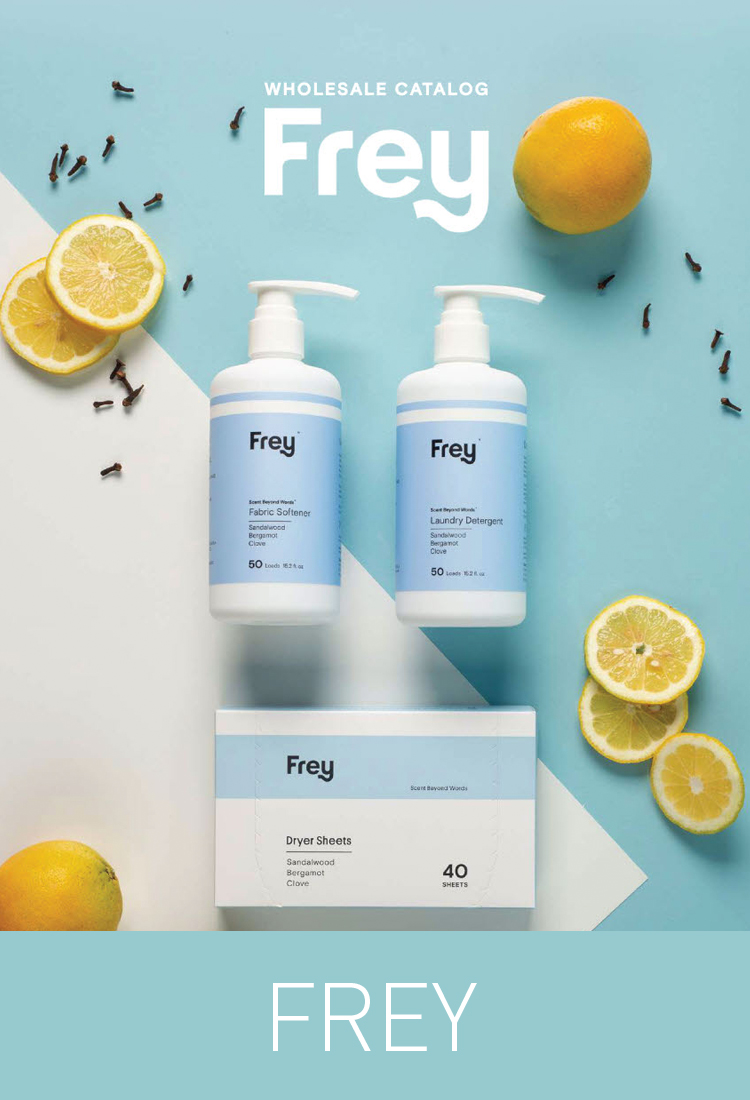 WHOLESALE CATALOG
Frey
Frey
Scent Beyond Words
Fabric Softener
Sandalwood
Bergamot
Clove
50 Loads 16.2 fl. oz
Frey
Scent Beyond Words
Laundry Detergent
Sandalwood
Bergamot
Clove
50 Loads 16.2 fl. oz
Frey
Scent Beyond Words
Dryer Sheets
Sandalwood
Bergamot
Clove
40
SHEETS
FREY